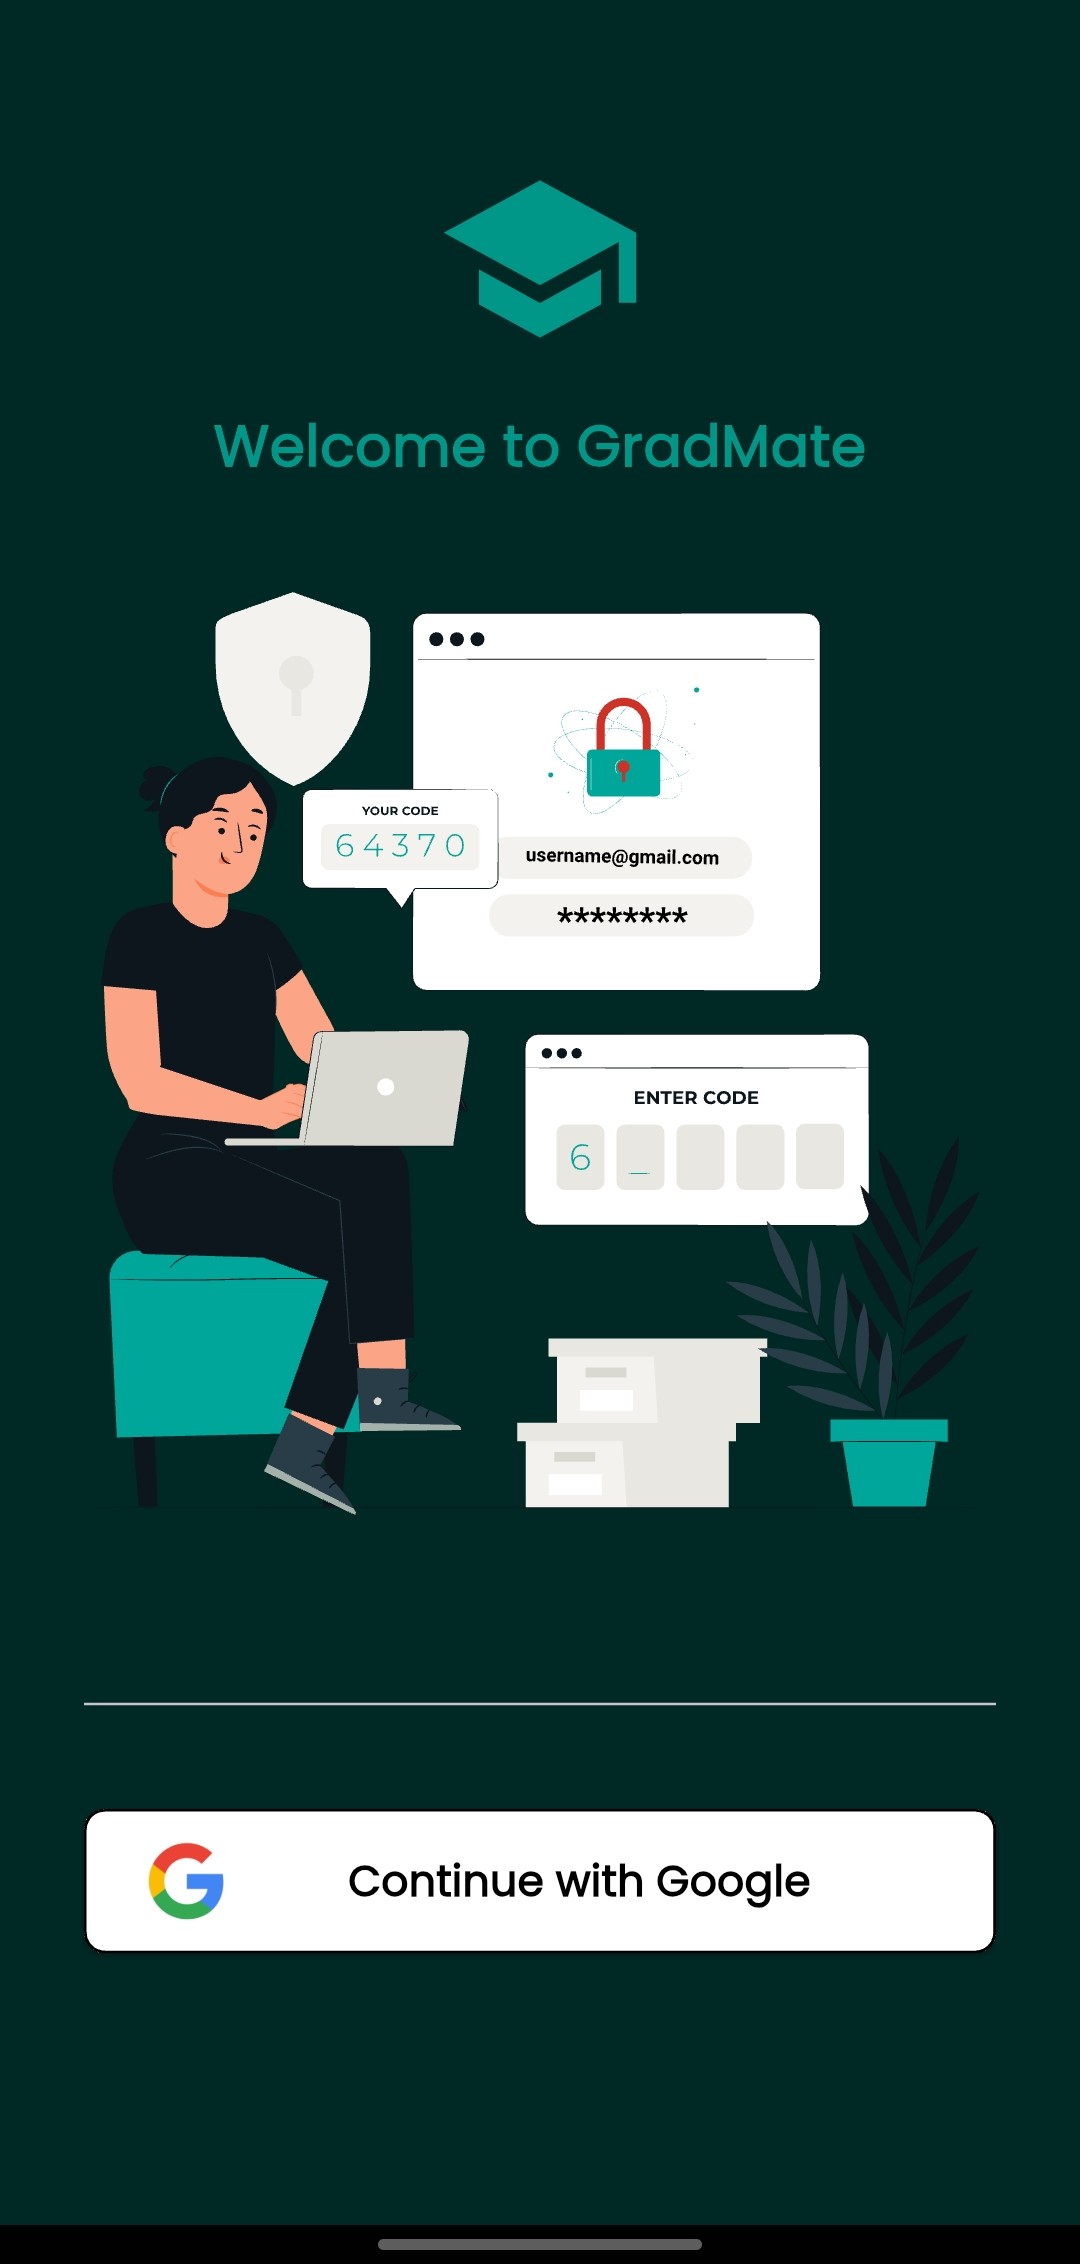 Welcome to GradMate
YOUR CODE
64370
username@gmail.com
********
ENTER CODE
6 _
Continue with Google